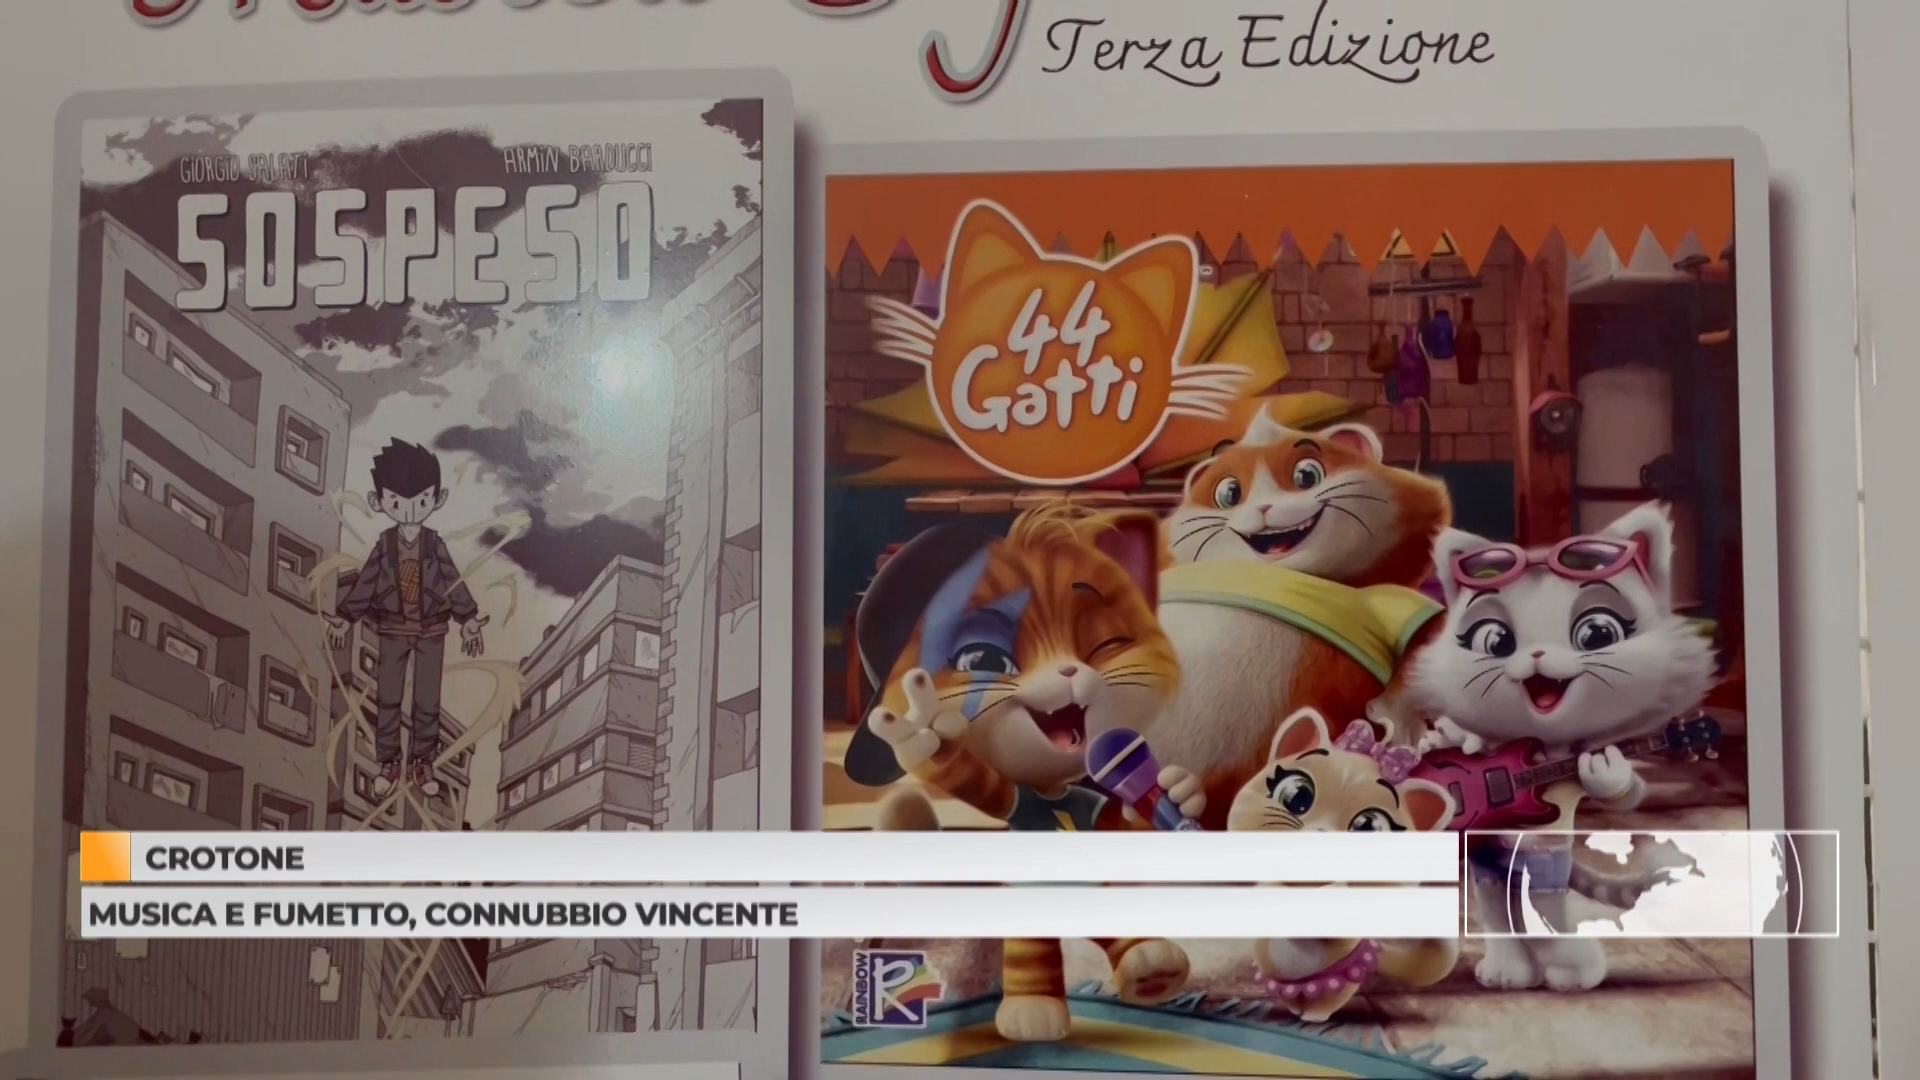 Terza Edizione
GIORGIO SALATI
ARMIN BARDUCCI
SOSPESO
44
Gatti
CROTONE
MUSICA E FUMETTO, CONNUBBIO VINCENTE
RAINBOW
R